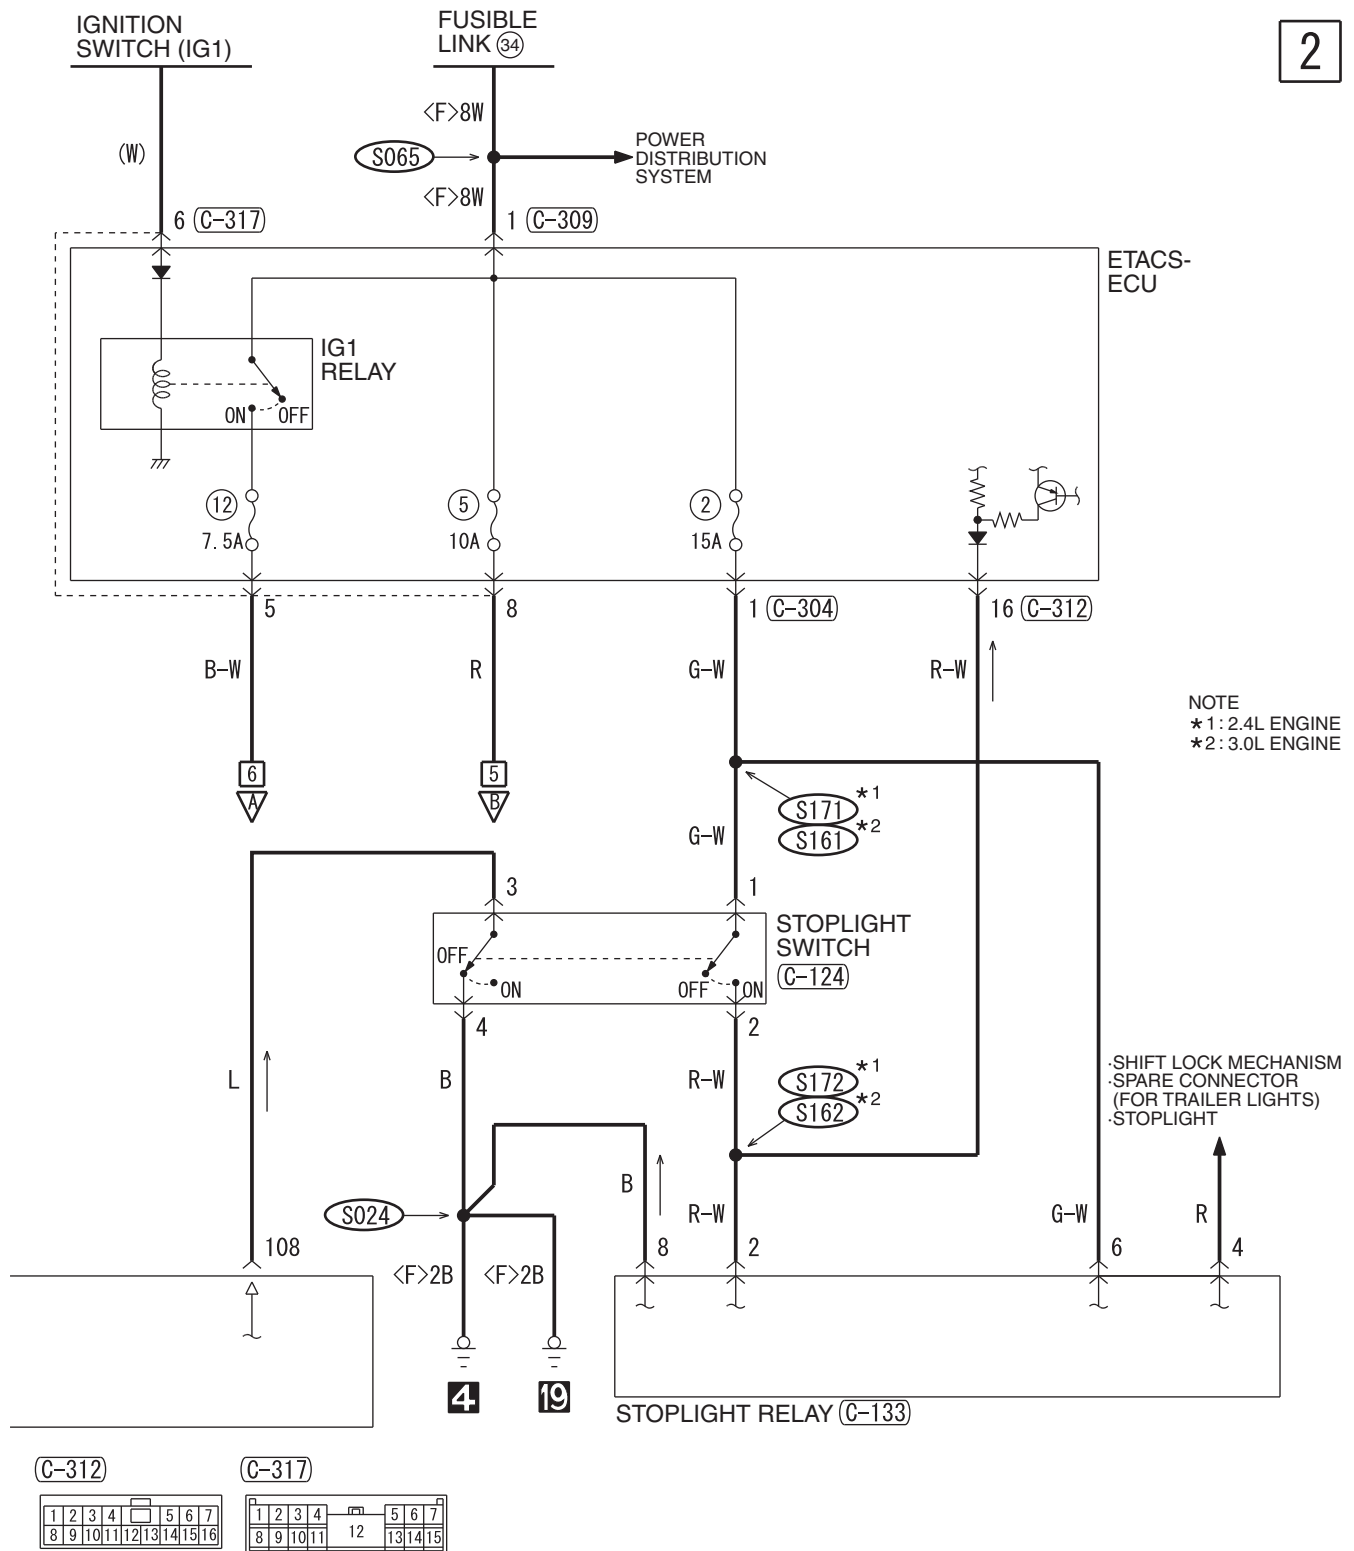 IGNITION
SWITCH (IG1)
FUSIBLE
LINK 34
2
<F>8W
(W)
S065
POWER
DISTRIBUTION
SYSTEM
<F>8W
6 C-317
1 C-309
ETACS-
ECU
IG1
RELAY
ON OFF
12
7.5A
5
10A
2
15A
5
8
1 C-304
16 C-312
B-W
R
G-W
R-W
NOTE
*1: 2.4L ENGINE
*2: 3.0L ENGINE
6
A
5
B
S171 *1
S161 *2
G-W
3
1
STOPLIGHT
SWITCH
C-124
OFF
ON
OFF
ON
4
2
L
B
R-W
S172 *1
S162 *2
·SHIFT LOCK MECHANISM
·SPARE CONNECTOR
(FOR TRAILER LIGHTS)
·STOPLIGHT
B
S024
R-W
G-W
R
108
8
2
6
4
<F>2B
<F>2B
4
19
STOPLIGHT RELAY C-133
C-312
C-317
1 2 3 4 5 6 7
8 9 10 11 12 13 14 15 16
1 2 3 4 5 6 7
8 9 10 11 12 13 14 15